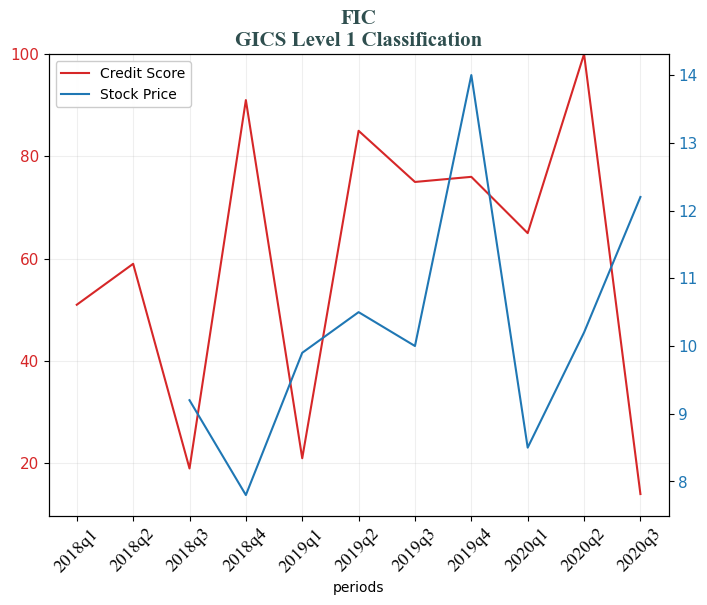 FIC
GICS Level 1 Classification
Credit Score
Stock Price
100
80
60
40
20
14
13
12
11
10
9
8
2018q1
2018q2
2018q3
2018q4
2019q1
2019q2
2019q3
2019q4
2020q1
2020q2
2020q3
periods